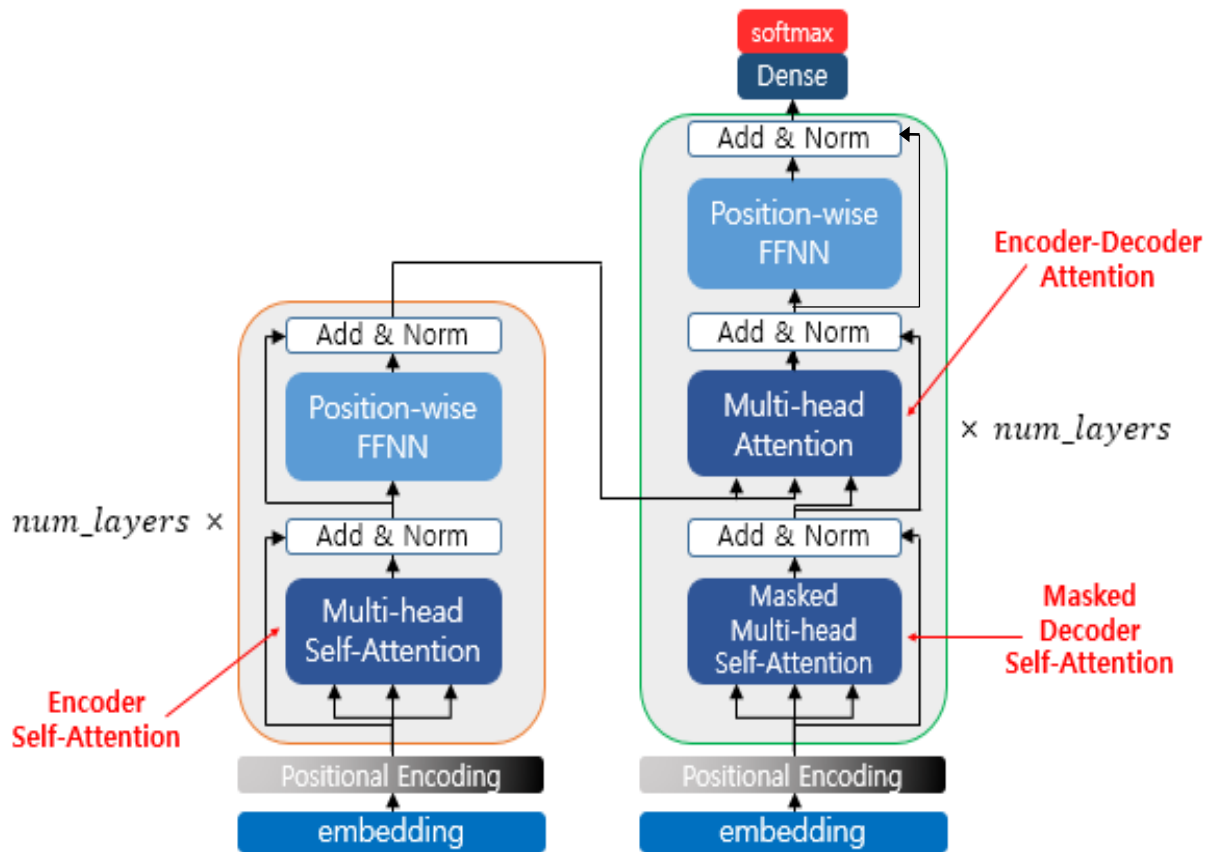 softmax
Dense
Add & Norm
Position-wise
FFNN
Encoder-Decoder
Attention
Add & Norm
Multi-head
Attention
× num_layers
Add & Norm
Masked
Multi-head
Self-Attention
Masked
Decoder
Self-Attention
Positional Encoding
embedding
Add & Norm
Position-wise
FFNN
num_layers ×
Add & Norm
Multi-head
Self-Attention
Encoder
Self-Attention
Positional Encoding
embedding